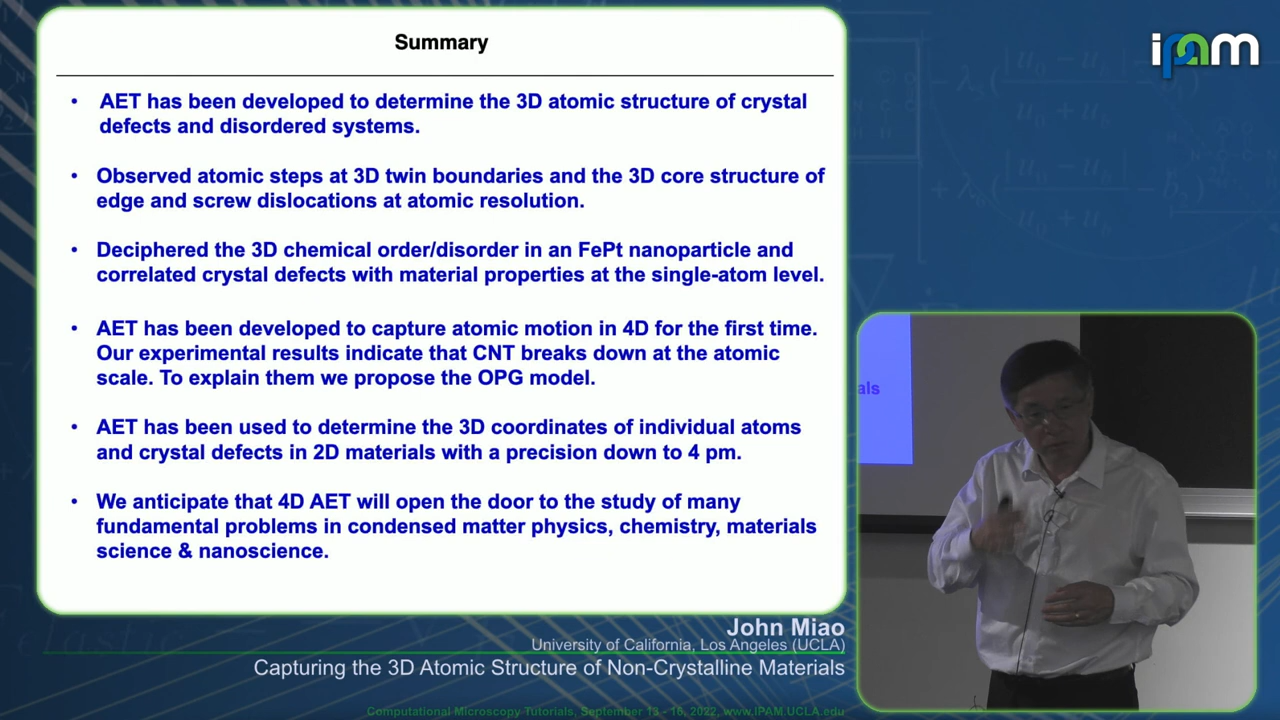 Summary
ipam
• AET has been developed to determine the 3D atomic structure of crystal
defects and disordered systems.
• Observed atomic steps at 3D twin boundaries and the 3D core structure of
edge and screw dislocations at atomic resolution.
• Deciphered the 3D chemical order/disorder in an FePt nanoparticle and
correlated crystal defects with material properties at the single-atom level.
• AET has been developed to capture atomic motion in 4D for the first time.
Our experimental results indicate that CNT breaks down at the atomic
scale. To explain them we propose the OPG model.
• AET has been used to determine the 3D coordinates of individual atoms
and crystal defects in 2D materials with a precision down to 4 pm.
• We anticipate that 4D AET will open the door to the study of many
fundamental problems in condensed matter physics, chemistry, materials
science & nanoscience.
als
John Miao
University of California, Los Angeles (UCLA)
Capturing the 3D Atomic Structure of Non-Crystalline Materials
Computational Microscopy Tutorials, September 13 - 16, 2022, www.IPAM.UCLA.edu